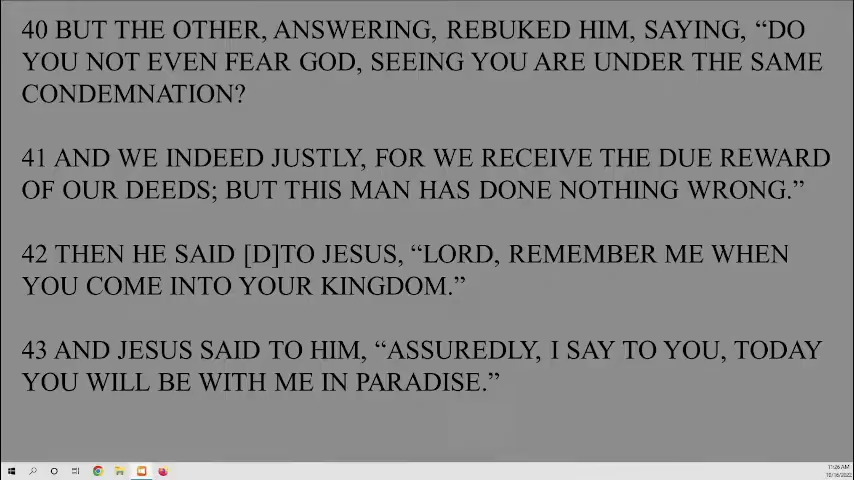 40 BUT THE OTHER, ANSWERING, REBUKED HIM, SAYING, “DO
YOU NOT EVEN FEAR GOD, SEEING YOU ARE UNDER THE SAME
CONDEMNATION?
41 AND WE INDEED JUSTLY, FOR WE RECEIVE THE DUE REWARD
OF OUR DEEDS; BUT THIS MAN HAS DONE NOTHING WRONG.”
42 THEN HE SAID [D]TO JESUS, “LORD, REMEMBER ME WHEN
YOU COME INTO YOUR KINGDOM.”
43 AND JESUS SAID TO HIM, “ASSUREDLY, I SAY TO YOU, TODAY
YOU WILL BE WITH ME IN PARADISE.”
11:26 AM